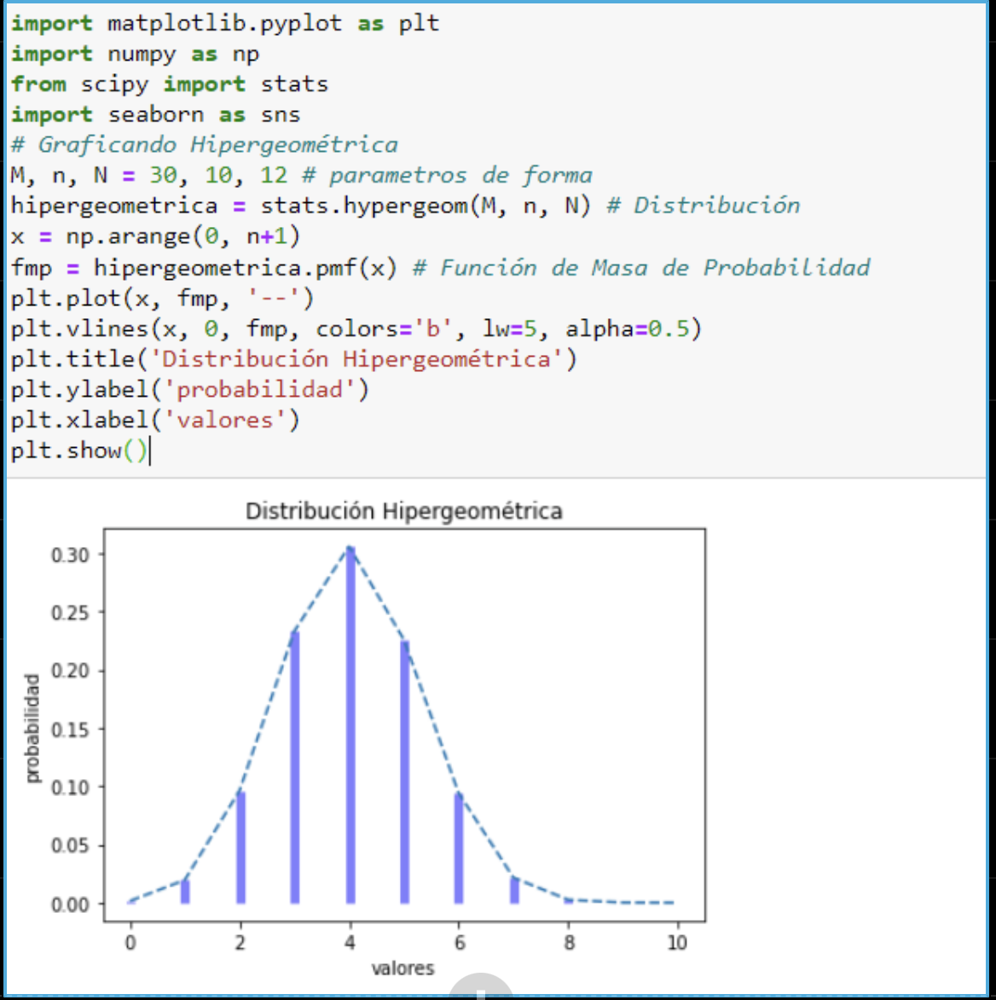 import matplotlib.pyplot as plt
import numpy as np
from scipy import stats
import seaborn as sns
# Graficando Hipergeométrica
M, n, N = 30, 10, 12 # parametros de forma
hipergeometrica = stats.hypergeom(M, n, N) # Distribución
x = np.arange(0, n+1)
fmp = hipergeometrica.pmf(x) # Función de Masa de Probabilidad
plt.plot(x, fmp, '--')
plt.vlines(x, 0, fmp, colors='b', lw=5, alpha=0.5)
plt.title('Distribución Hipergeométrica')
plt.ylabel('probabilidad')
plt.xlabel('valores')
plt.show()
Distribución Hipergeométrica
0.30
0.25
0.20
0.15
0.10
0.05
0.00
probabilidad
0 2 4 6 8 10
valores